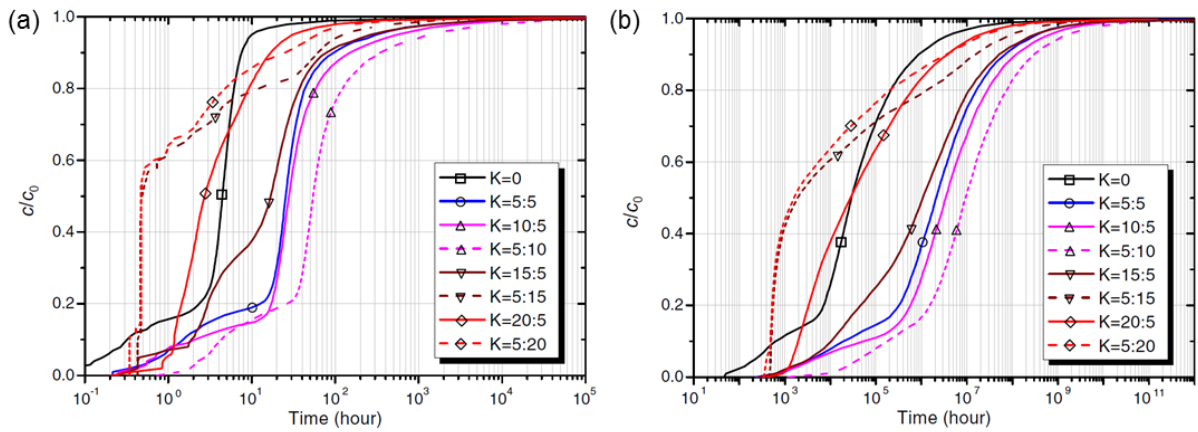 (a)
1.0
0.8
0.6
0.4
0.2
0.0
c/c₀
K=0
K=5:5
K=10:5
K=5:10
K=15:5
K=5:15
K=20:5
K=5:20
10⁻¹ 10⁰ 10¹ 10² 10³ 10⁴ 10⁵
Time (hour)
(b)
1.0
0.8
0.6
0.4
0.2
0.0
c/c₀
K=0
K=5:5
K=10:5
K=5:10
K=15:5
K=5:15
K=20:5
K=5:20
10¹ 10³ 10⁵ 10⁷ 10⁹ 10¹¹
Time (hour)